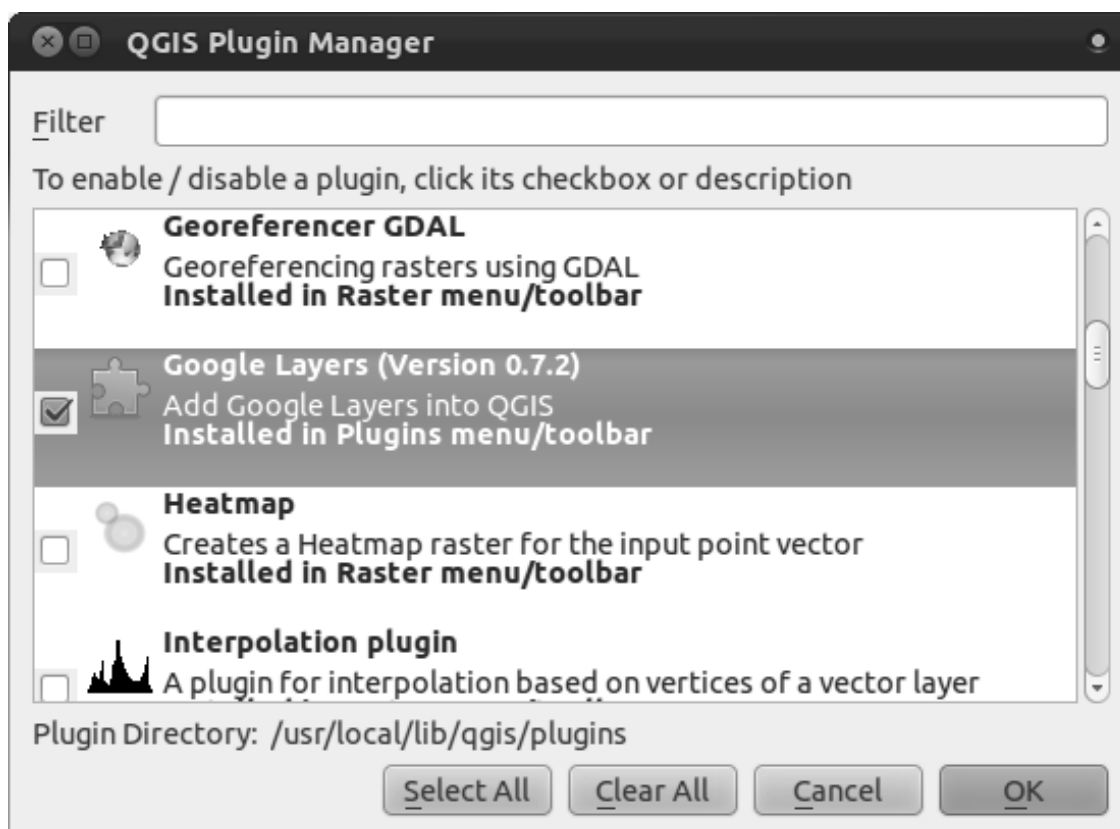 QGIS Plugin Manager
Filter
To enable / disable a plugin, click its checkbox or description
Georeferencer GDAL
Georeferencing rasters using GDAL
Installed in Raster menu/toolbar
Google Layers (Version 0.7.2)
Add Google Layers into QGIS
Installed in Plugins menu/toolbar
Heatmap
Creates a Heatmap raster for the input point vector
Installed in Raster menu/toolbar
Interpolation plugin
A plugin for interpolation based on vertices of a vector layer
Plugin Directory: /usr/local/lib/qgis/plugins
Select All
Clear All
Cancel
OK